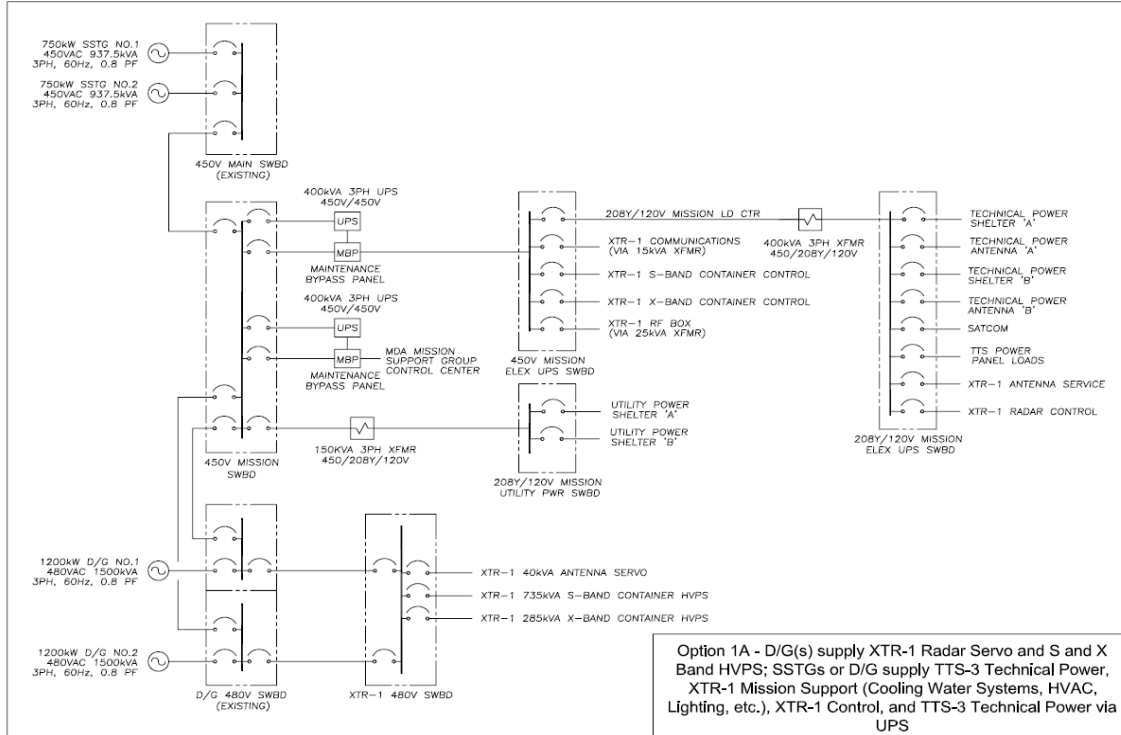 750kW SSTG NO.1
450VAC 937.5kVA
3PH, 60Hz, 0.8 PF
750kW SSTG NO.2
450VAC 937.5kVA
3PH, 60Hz, 0.8 PF
450V MAIN SWBD
(EXISTING)
400kVA 3PH UPS
450V/450V
UPS
MBP
MAINTENANCE
BYPASS PANEL
400kVA 3PH UPS
450V/450V
UPS
MBP
MAINTENANCE
BYPASS PANEL
MDA MISSION
SUPPORT GROUP
CONTROL CENTER
150KVA 3PH XFMR
450/208Y/120V
450V MISSION
SWBD
208Y/120V MISSION LD CTR
XTR-1 COMMUNICATIONS
(VIA 15kVA XFMR)
XTR-1 S-BAND CONTAINER CONTROL
XTR-1 X-BAND CONTAINER CONTROL
XTR-1 RF BOX
(VIA 25kVA XFMR)
450V MISSION
ELEX UPS SWBD
400kVA 3PH XFMR
450/208Y/120V
TECHNICAL POWER
SHELTER 'A'
TECHNICAL POWER
ANTENNA 'A'
TECHNICAL POWER
SHELTER 'B'
TECHNICAL POWER
ANTENNA 'B'
SATCOM
TTS POWER
PANEL LOADS
XTR-1 ANTENNA SERVICE
XTR-1 RADAR CONTROL
208Y/120V MISSION
ELEX UPS SWBD
UTILITY POWER
SHELTER 'A'
UTILITY POWER
SHELTER 'B'
208Y/120V MISSION
UTILITY PWR SWBD
1200kW D/G NO.1
480VAC 1500kVA
3PH, 60Hz, 0.8 PF
1200kW D/G NO.2
480VAC 1500kVA
3PH, 60Hz, 0.8 PF
D/G 480V SWBD
(EXISTING)
XTR-1 480V SWBD
XTR-1 40kVA ANTENNA SERVO
XTR-1 735kVA S-BAND CONTAINER HVPS
XTR-1 285kVA X-BAND CONTAINER HVPS
Option 1A - D/G(s) supply XTR-1 Radar Servo and S and X
Band HVPS; SSTGs or D/G supply TTS-3 Technical Power,
XTR-1 Mission Support (Cooling Water Systems, HVAC,
Lighting, etc.), XTR-1 Control, and TTS-3 Technical Power via
UPS